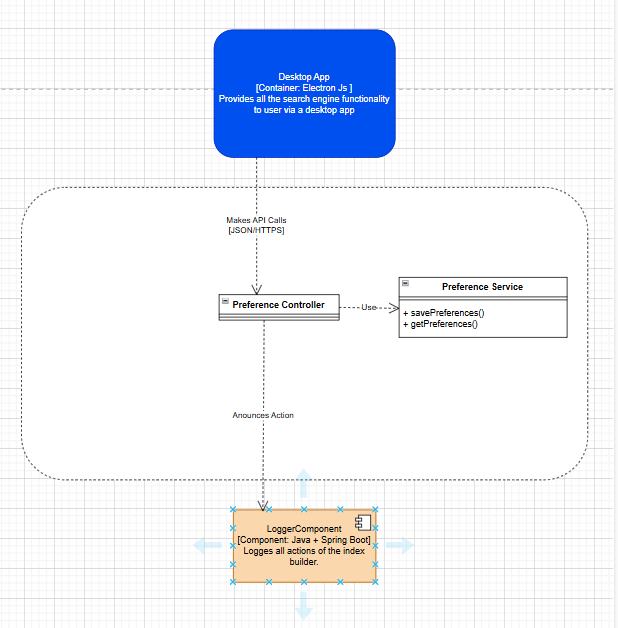 Desktop App
[Container: Electron Js ]
Provides all the search engine functionality
to user via a desktop app
Makes API Calls
[JSON/HTTPS]
Preference Controller
Use
Preference Service
+ savePreferences()
+ getPreferences()
Anounces Action
LoggerComponent
[Component: Java + Spring Boot]
Logges all actions of the index
builder.